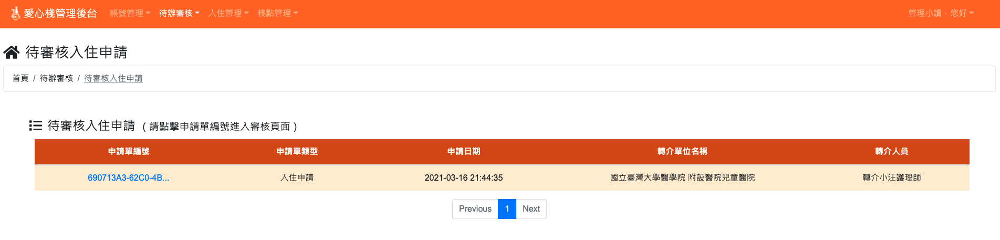 愛心棧管理後台 帳號管理 待辦審核 入住管理 棧點管理 管理小讀 · 您好
待審核入住申請
首頁 / 待辦審核 / 待審核入住申請
待審核入住申請 ( 請點擊申請單編號進入審核頁面 )
申請單編號 申請單類型 申請日期 轉介單位名稱 轉介人員
690713A3-62C0-4B... 入住申請 2021-03-16 21:44:35 國立臺灣大學醫學院 附設醫院兒童醫院 轉介小汪護理師
Previous 1 Next